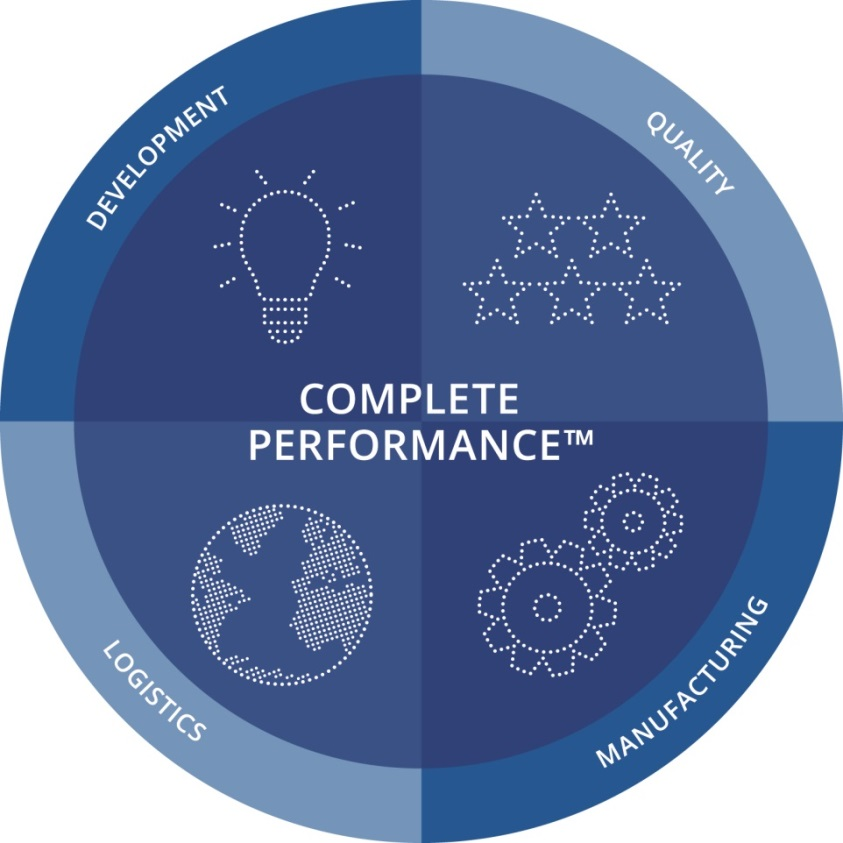 DEVELOPMENT
QUALITY
COMPLETE
PERFORMANCE™
LOGISTICS
MANUFACTURING